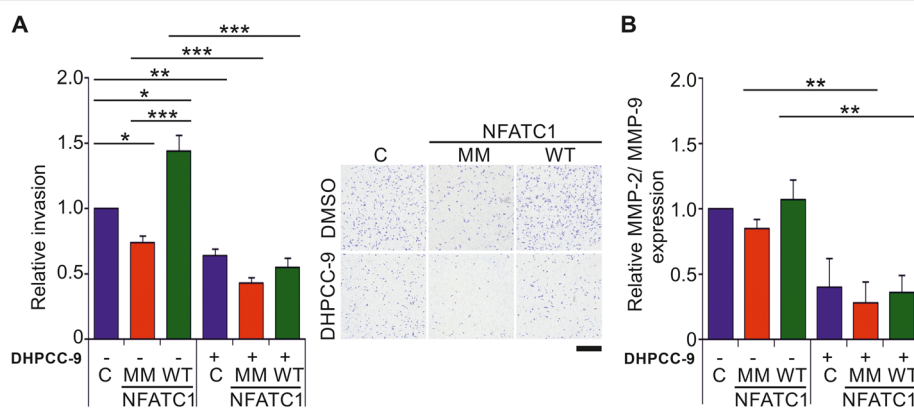 A
***
***
**
*
***
*
2.0
1.5
1.0
0.5
0
Relative invasion
DHPCC-9 - - - + + +
C MM WT C MM WT
NFATC1 NFATC1
NFATC1
C MM WT
DMSO
DHPCC-9
B
**
**
2.0
1.5
1.0
0.5
0
Relative MMP-2/ MMP-9
expression
DHPCC-9 - - - + + +
C MM WT C MM WT
NFATC1 NFATC1